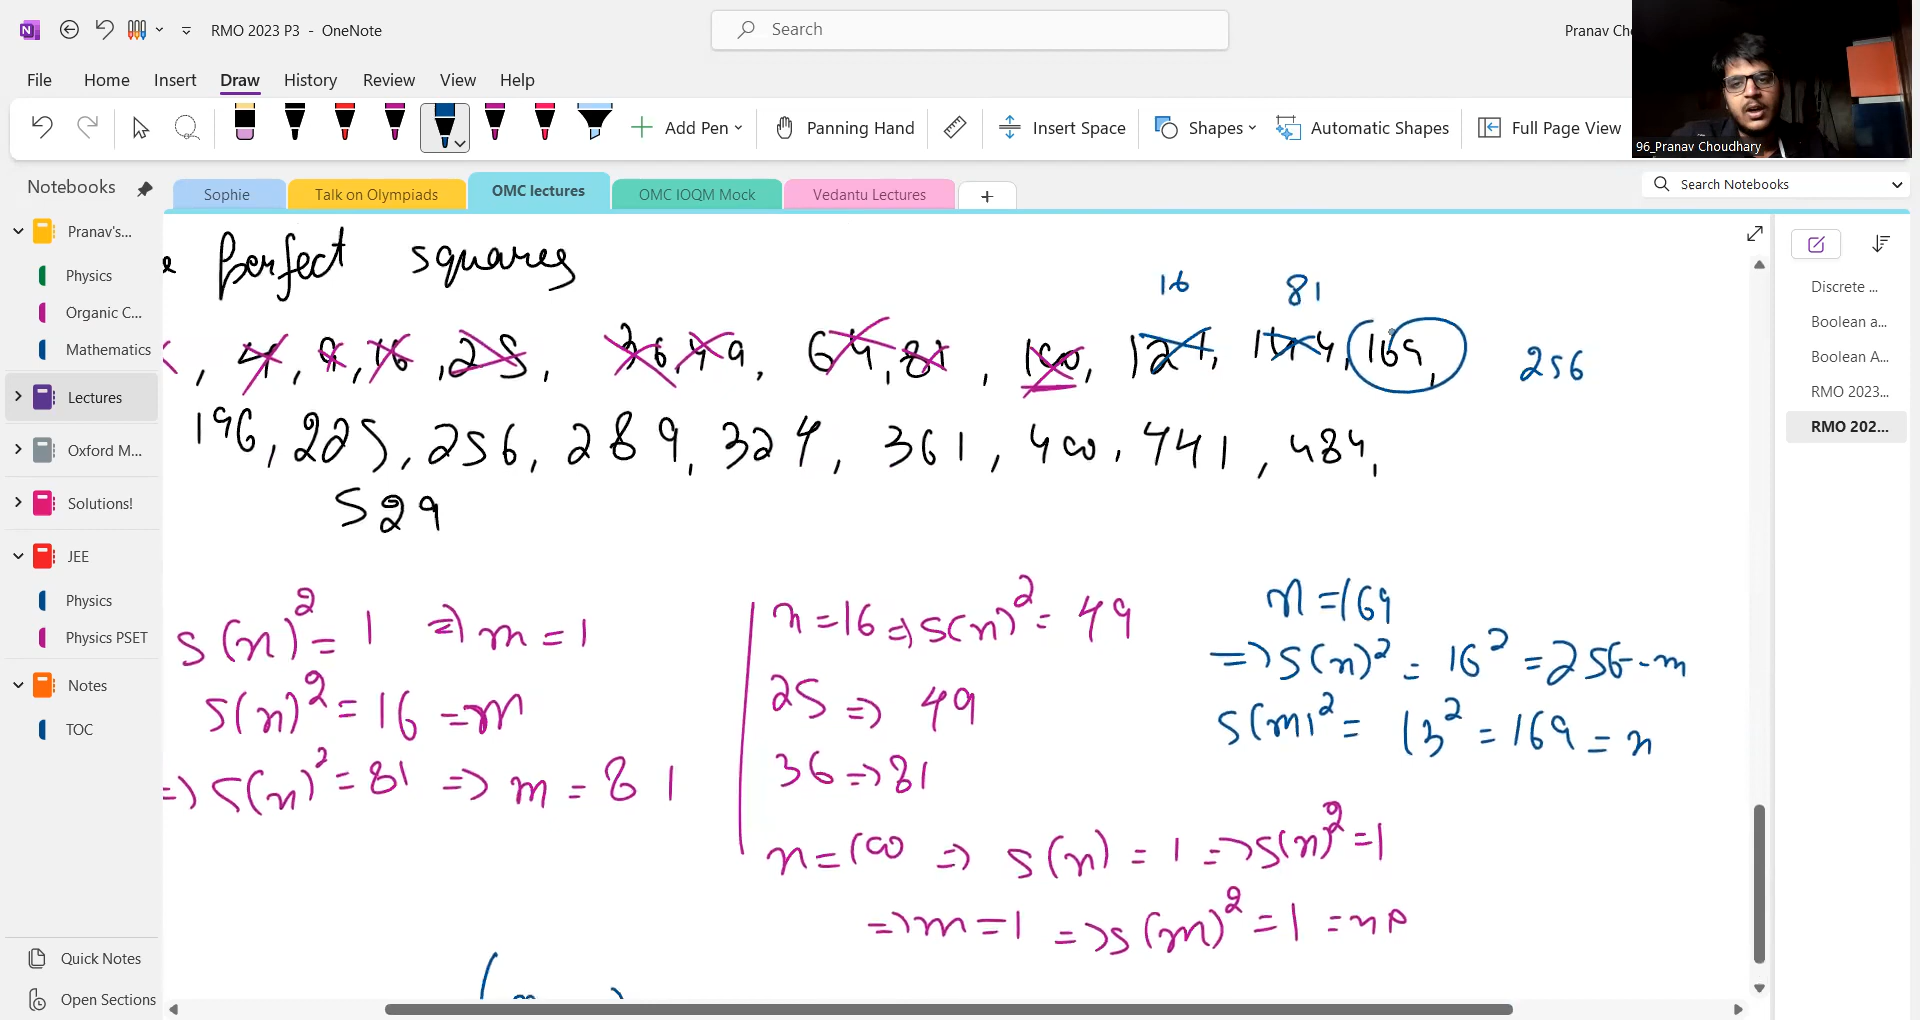 RMO 2023 P3 - OneNote
Search
Pranav Ch
File Home Insert Draw History Review View Help
Add Pen
Panning Hand
Insert Space
Shapes
Automatic Shapes
Full Page View
96_Pranav Choudhary
Notebooks
Sophie
Talk on Olympiads
OMC lectures
OMC IOQM Mock
Vedantu Lectures
+
Search Notebooks
Pranav's...
Physics
Organic C...
Mathematics
Lectures
Oxford M...
Solutions!
JEE
Physics
Physics PSET
Notes
TOC
Quick Notes
Open Sections
Perfect squares
16 81
, 4, 9, 16, 25, 36, 49, 64, 81, 100, 121, 144, 169, 256
196, 225, 256, 289, 324, 361, 400, 441, 484,
529
s(n)² = 1 => m = 1
s(n)² = 16 = m
=> s(n)² = 81 => m = 81
n = 16 => s(n)² = 49
25 => 49
36 => 81
n = 100 => s(n) = 1 => s(n)² = 1
=> m = 1 => s(m)² = 1 = n
n = 169
=> s(n)² = 16² = 256 = m
s(m)² = 13² = 169 = n
Discrete ...
Boolean a...
Boolean A...
RMO 2023...
RMO 202...